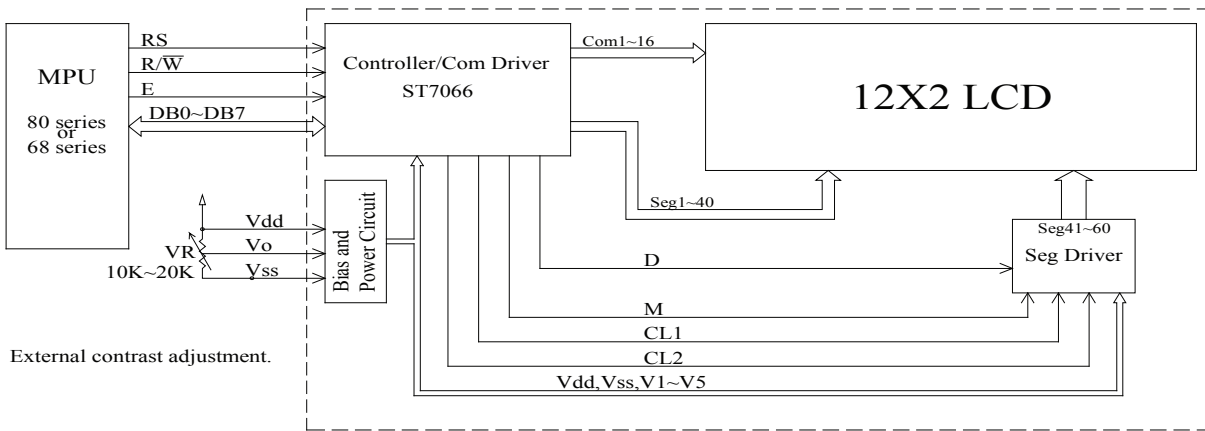 MPU
80 series
or
68 series
RS
R/W̅
E
DB0~DB7
Controller/Com Driver
ST7066
Com1~16
12X2 LCD
Seg1~40
Seg41~60
Seg Driver
Vdd
Vo
Vss
VR
10K~20K
Bias and
Power Circuit
D
M
CL1
CL2
Vdd,Vss,V1~V5
External contrast adjustment.